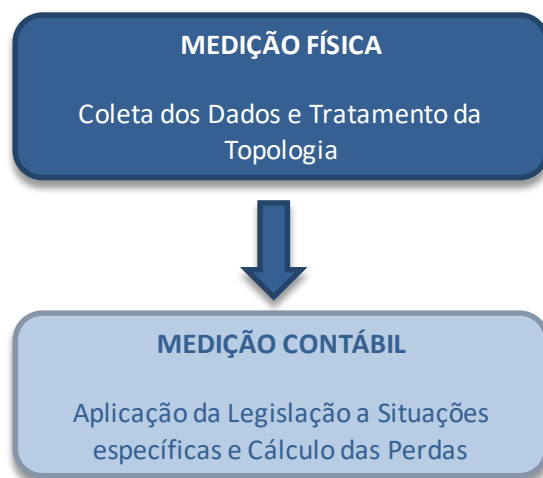 MEDIÇÃO FÍSICA
Coleta dos Dados e Tratamento da
Topologia
MEDIÇÃO CONTÁBIL
Aplicação da Legislação a Situações
específicas e Cálculo das Perdas